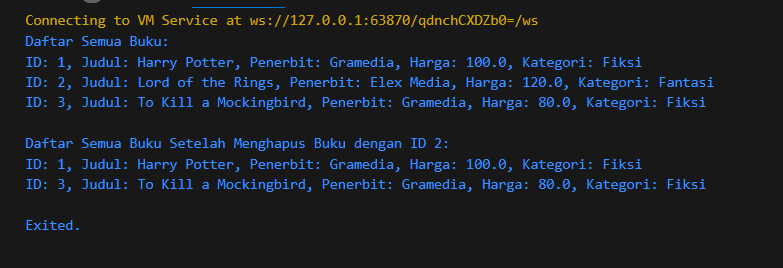 Connecting to VM Service at ws://127.0.0.1:63870/qdnchCXDZb0=/ws
Daftar Semua Buku:
ID: 1, Judul: Harry Potter, Penerbit: Gramedia, Harga: 100.0, Kategori: Fiksi
ID: 2, Judul: Lord of the Rings, Penerbit: Elex Media, Harga: 120.0, Kategori: Fantasi
ID: 3, Judul: To Kill a Mockingbird, Penerbit: Gramedia, Harga: 80.0, Kategori: Fiksi
Daftar Semua Buku Setelah Menghapus Buku dengan ID 2:
ID: 1, Judul: Harry Potter, Penerbit: Gramedia, Harga: 100.0, Kategori: Fiksi
ID: 3, Judul: To Kill a Mockingbird, Penerbit: Gramedia, Harga: 80.0, Kategori: Fiksi
Exited.